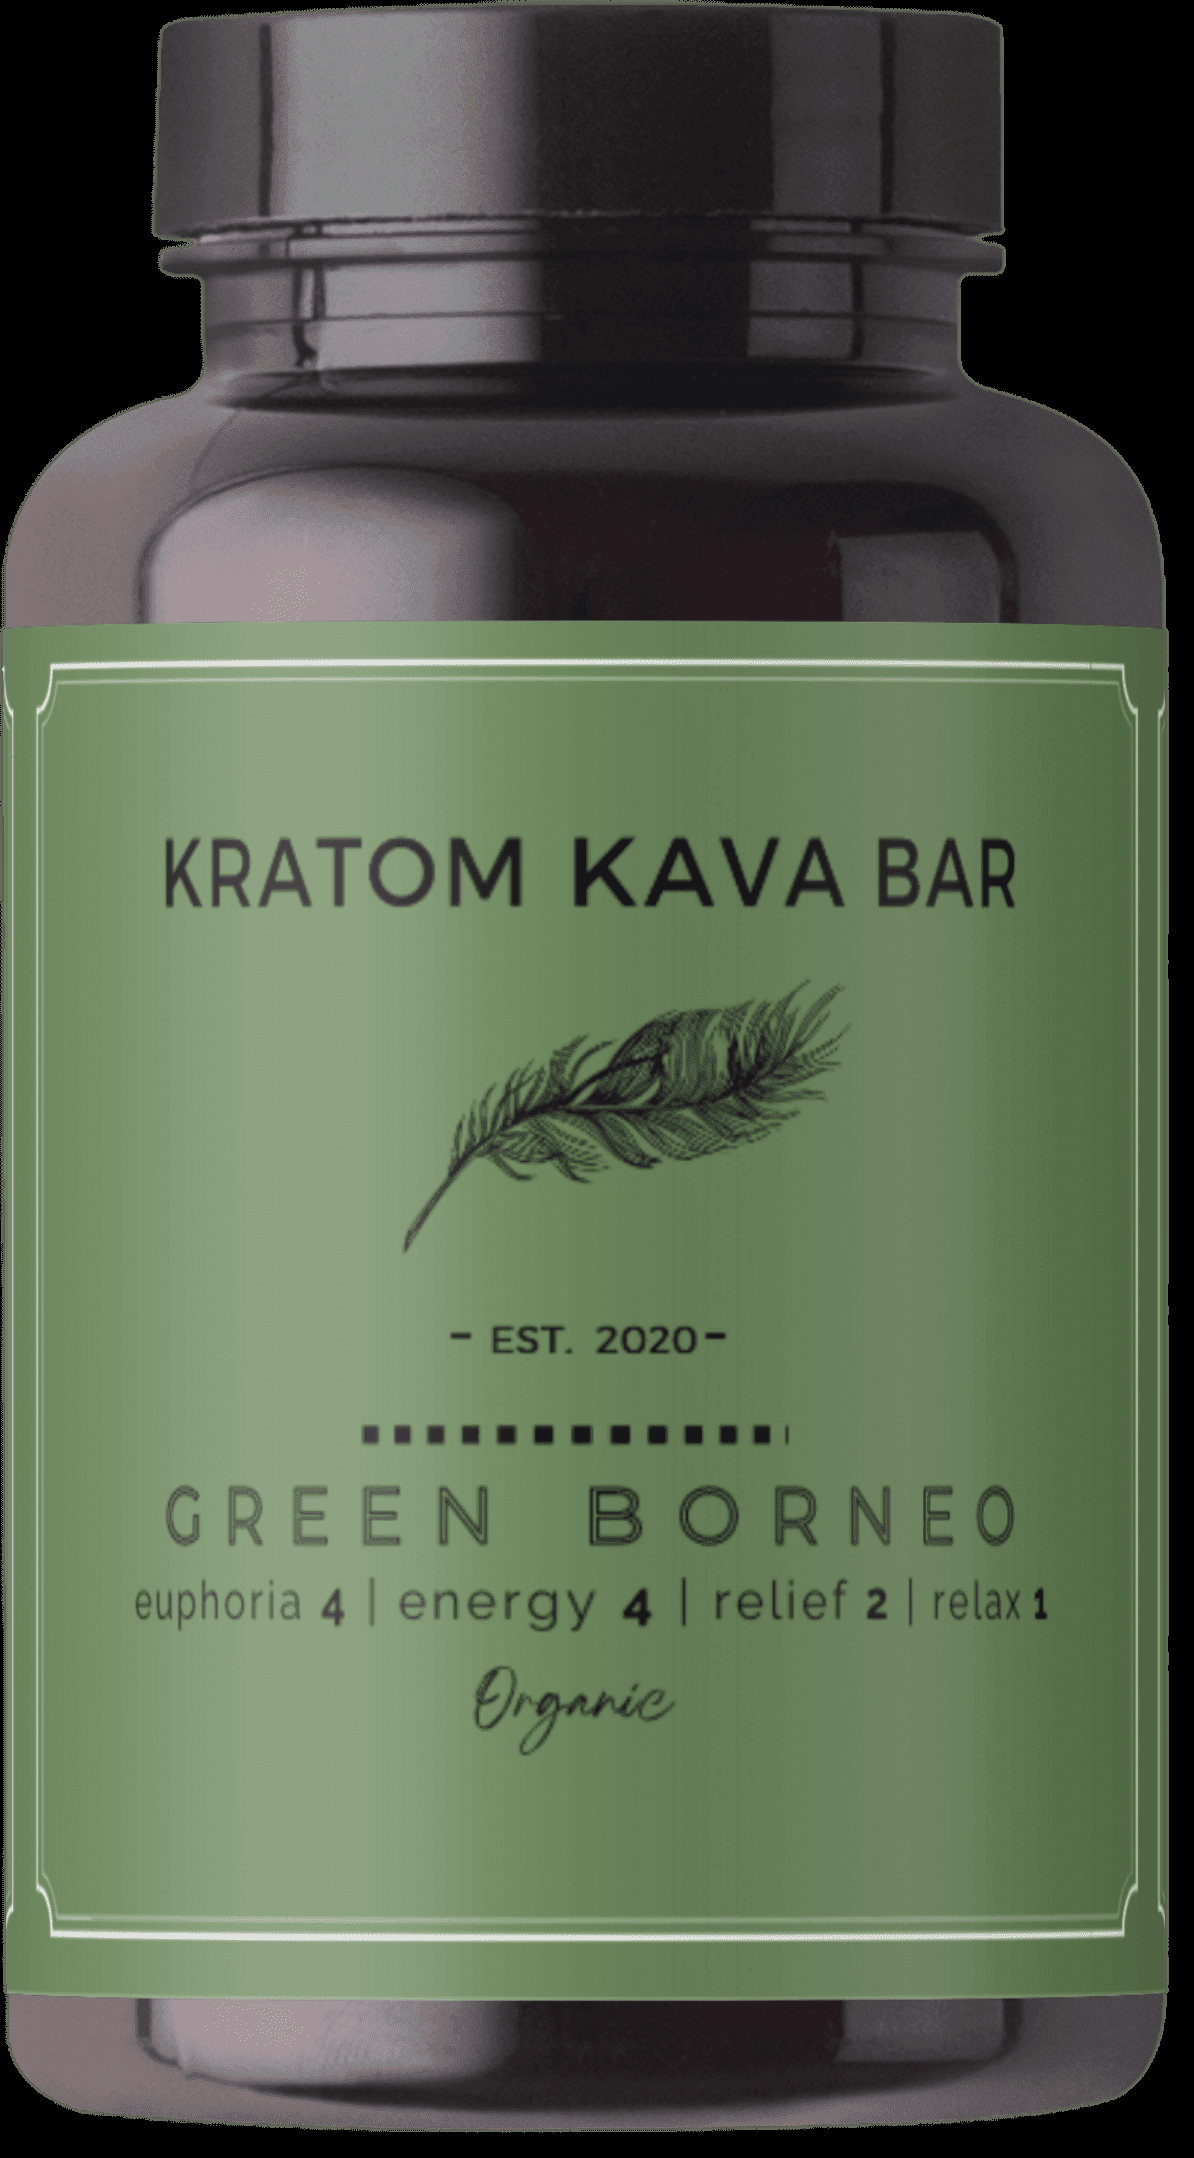 KRATOM KAVA BAR
- EST. 2020-
GREEN BORNEO
euphoria 4 | energy 4 | relief 2 | relax 1
Organic